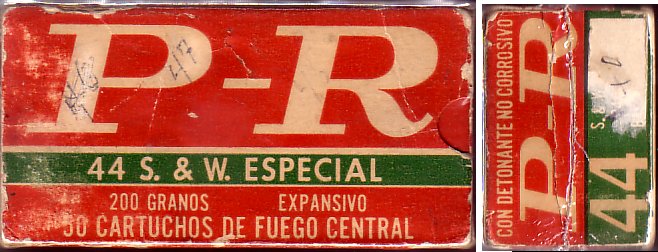 P-R
44 S. & W. ESPECIAL
200 GRANOS EXPANSIVO
50 CARTUCHOS DE FUEGO CENTRAL
CON DETONANTE NO CORROSIVO
P-R
44